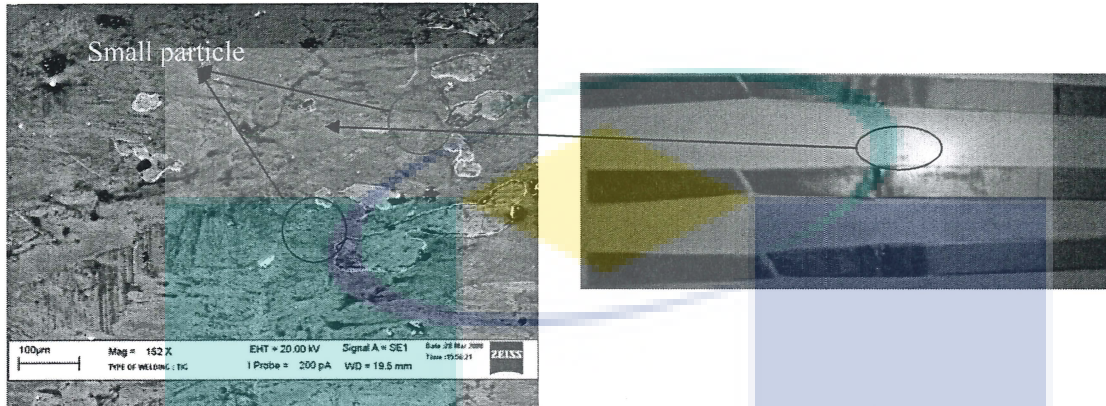 Small particle
100µm Mag = 152 X EHT = 20.00 kV Signal A = SE1 Date :28 Mar 2008 ZEISS
TYPE OF WELDING : TIG I Probe = 200 pA WD = 19.5 mm Time :15:56:21